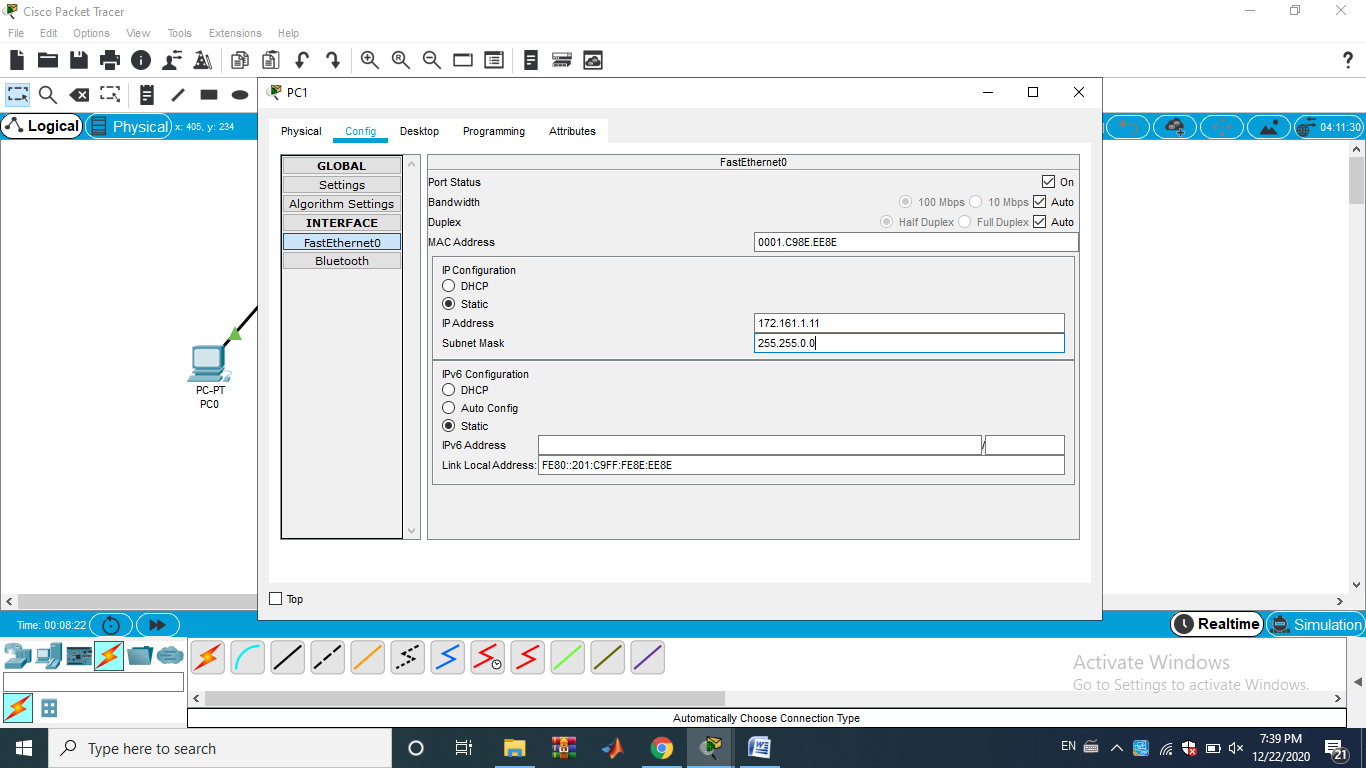 Cisco Packet Tracer
File Edit Options View Tools Extensions Help
PC1
Logical Physical x: 405, y: 234 04:11:30
Physical Config Desktop Programming Attributes
GLOBAL
Settings
Algorithm Settings
INTERFACE
FastEthernet0
Bluetooth
FastEthernet0
Port Status On
Bandwidth 100 Mbps 10 Mbps Auto
Duplex Half Duplex Full Duplex Auto
MAC Address 0001.C98E.EE8E
IP Configuration
DHCP
Static
IP Address 172.161.1.11
Subnet Mask 255.255.0.0
IPv6 Configuration
DHCP
Auto Config
Static
IPv6 Address /
Link Local Address: FE80::201:C9FF:FE8E:EE8E
PC-PT
PC0
Top
Time: 00:08:22 Realtime Simulation
Activate Windows
Go to Settings to activate Windows.
Automatically Choose Connection Type
Type here to search
EN
7:39 PM
12/22/2020
21